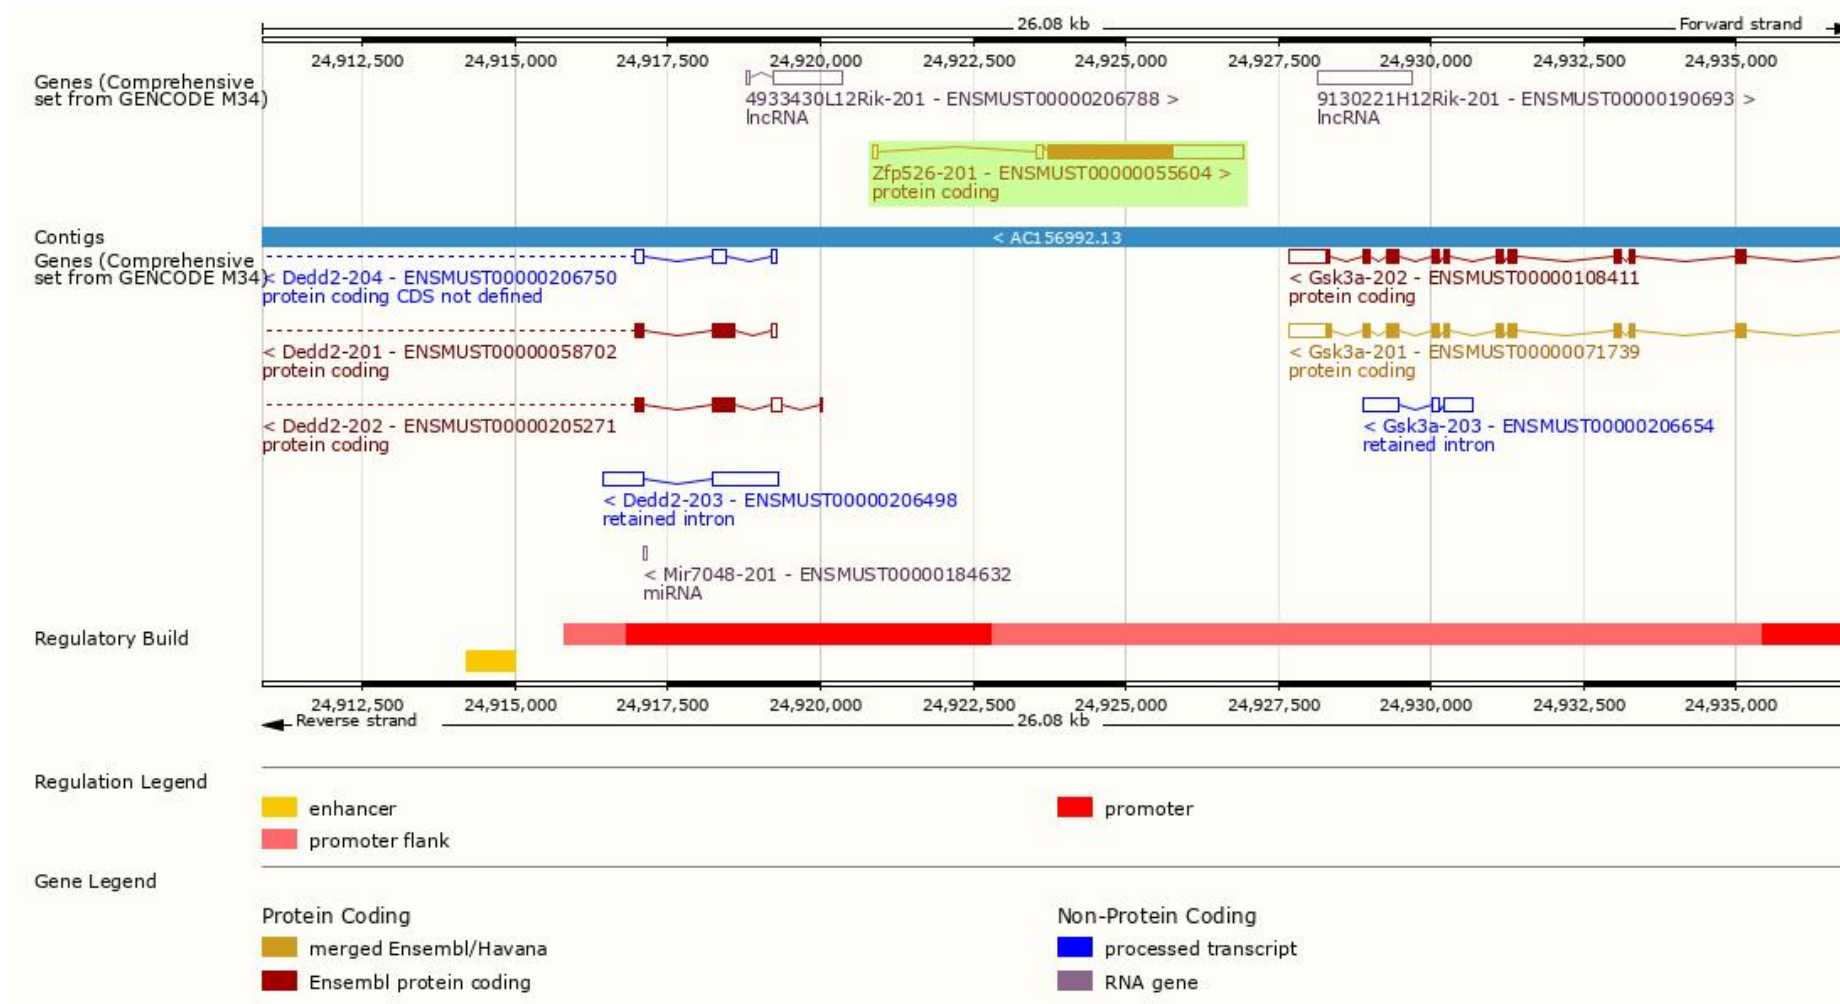 26.08 kb
Forward strand
24,912,500 24,915,000 24,917,500 24,920,000 24,922,500 24,925,000 24,927,500 24,930,000 24,932,500 24,935,000
Genes (Comprehensive
set from GENCODE M34)
4933430L12Rik-201 - ENSMUST00000206788 >
lncRNA
9130221H12Rik-201 - ENSMUST00000190693 >
lncRNA
Zfp526-201 - ENSMUST00000055604 >
protein coding
Contigs
< AC156992.13
Genes (Comprehensive
set from GENCODE M34)
< Dedd2-204 - ENSMUST00000206750
protein coding CDS not defined
< Gsk3a-202 - ENSMUST00000108411
protein coding
< Dedd2-201 - ENSMUST00000058702
protein coding
< Gsk3a-201 - ENSMUST00000071739
protein coding
< Dedd2-202 - ENSMUST00000205271
protein coding
< Gsk3a-203 - ENSMUST00000206654
retained intron
< Dedd2-203 - ENSMUST00000206498
retained intron
< Mir7048-201 - ENSMUST00000184632
miRNA
Regulatory Build
24,912,500 24,915,000 24,917,500 24,920,000 24,922,500 24,925,000 24,927,500 24,930,000 24,932,500 24,935,000
Reverse strand
26.08 kb
Regulation Legend
enhancer
promoter
promoter flank
Gene Legend
Protein Coding
Non-Protein Coding
merged Ensembl/Havana
processed transcript
Ensembl protein coding
RNA gene